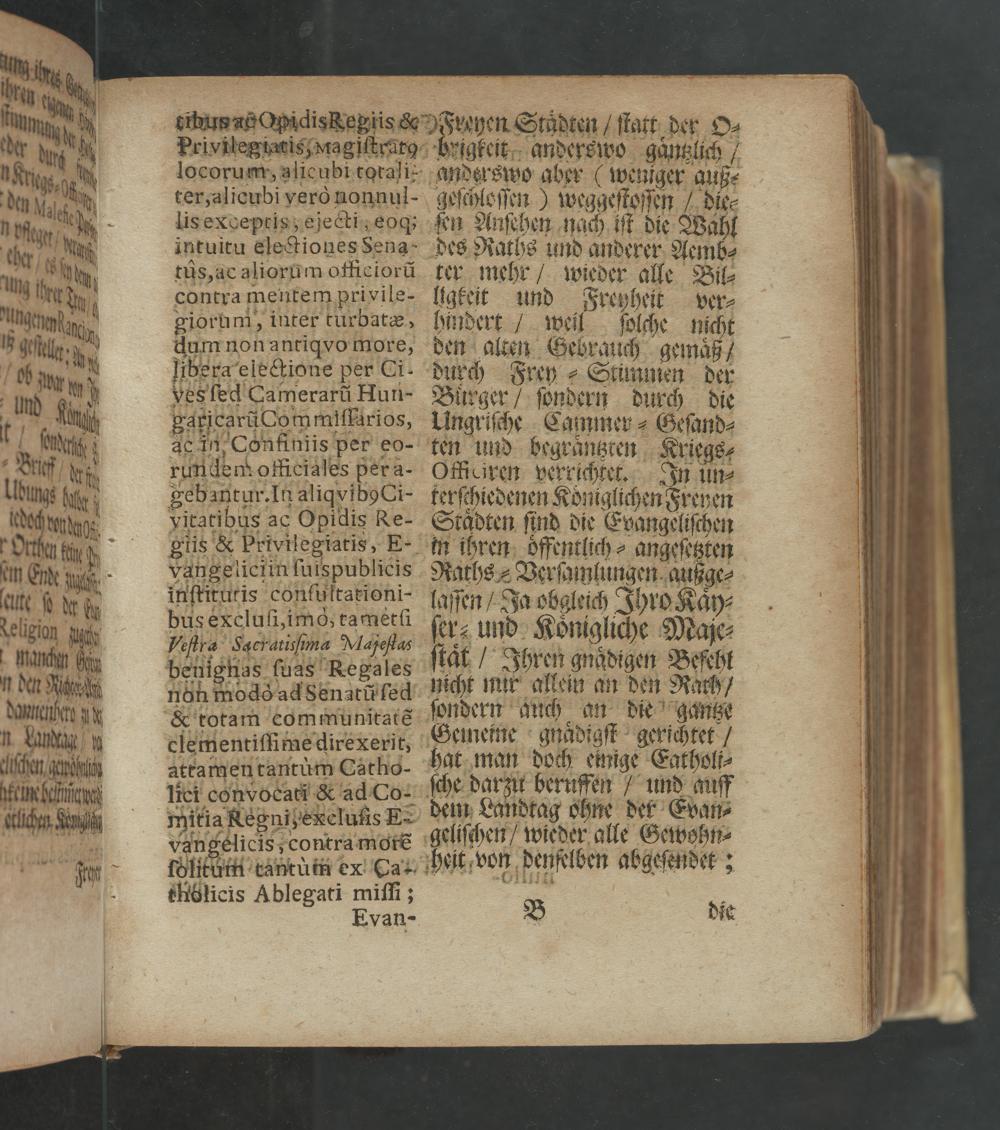 tibus ac Opidis Regiis &
Privilegiatis, Magistratꝰ
locorum, alicubi totali-
ter, alicubi verò nonnul-
lis exceptis, ejecti, eoq;
intuitu electiones Sena-
tûs, ac aliorum officiorū
contra mentem privile-
giorum, inter turbatæ,
dum non antiqvo more,
libera electione per Ci-
ves sed Camerarū Hun-
garicarū Commissarios,
ac in Confiniis per eo-
rundem officiales pera-
gebantur. In aliqvibꝰ Ci-
vitatibus ac Opidis Re-
giis & Privilegiatis, E-
vangelici in suis publicis
institutis consultationi-
bus exclusi, imò, tametsi
Vestra Sacratissima Majestas
benignas suas Regales
non modò ad Senatū sed
& totam communitatē
clementissime direxerit,
attamen tantùm Catho-
lici convocati & ad Co-
mitia Regni, exclusis E-
vangelicis, contra morē
solitum tantùm ex Ca-
tholicis Ablegati missi;
Evan-
Freyen Städten / statt der O-
brigkeit anderswo gäntzlich /
anderswo aber ( weniger auß-
geschlossen ) weggestossen / die-
sen Ansehen nach ist die Wahl
des Raths und anderer Aemb-
ter mehr / wieder alle Bil-
ligkeit und Freyheit ver-
hindert / weil solche nicht
den alten Gebrauch gemäß /
durch Frey-Stimmen der
Bürger / sondern durch die
Ungrische Cammer-Gesand-
ten und begräntzten Kriegs-
Officiren verrichtet. In un-
terschiedenen Königlichen Freyen
Städten sind die Evangelischen
in ihren öffentlich-angesetzten
Raths-Versamlungen außge-
lassen / Ja obgleich Ihro Käy-
ser- und Königliche Maje-
stät / Ihren gnädigen Befehl
nicht nur allein an den Rath /
sondern auch an die gantze
Gemeine gnädigst gerichtet /
hat man doch einige Catholi-
sche darzu beruffen / und auff
dem Landtag ohne der Evan-
gelischen / wieder alle Gewohn-
heit von denselben abgesendet ;
B
die